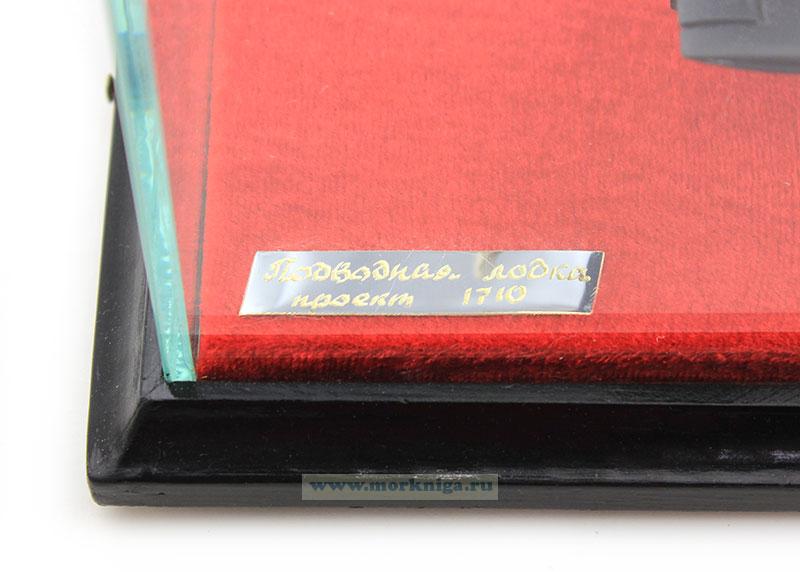 Подводная лодка
проект 1710
www.morkniga.ru